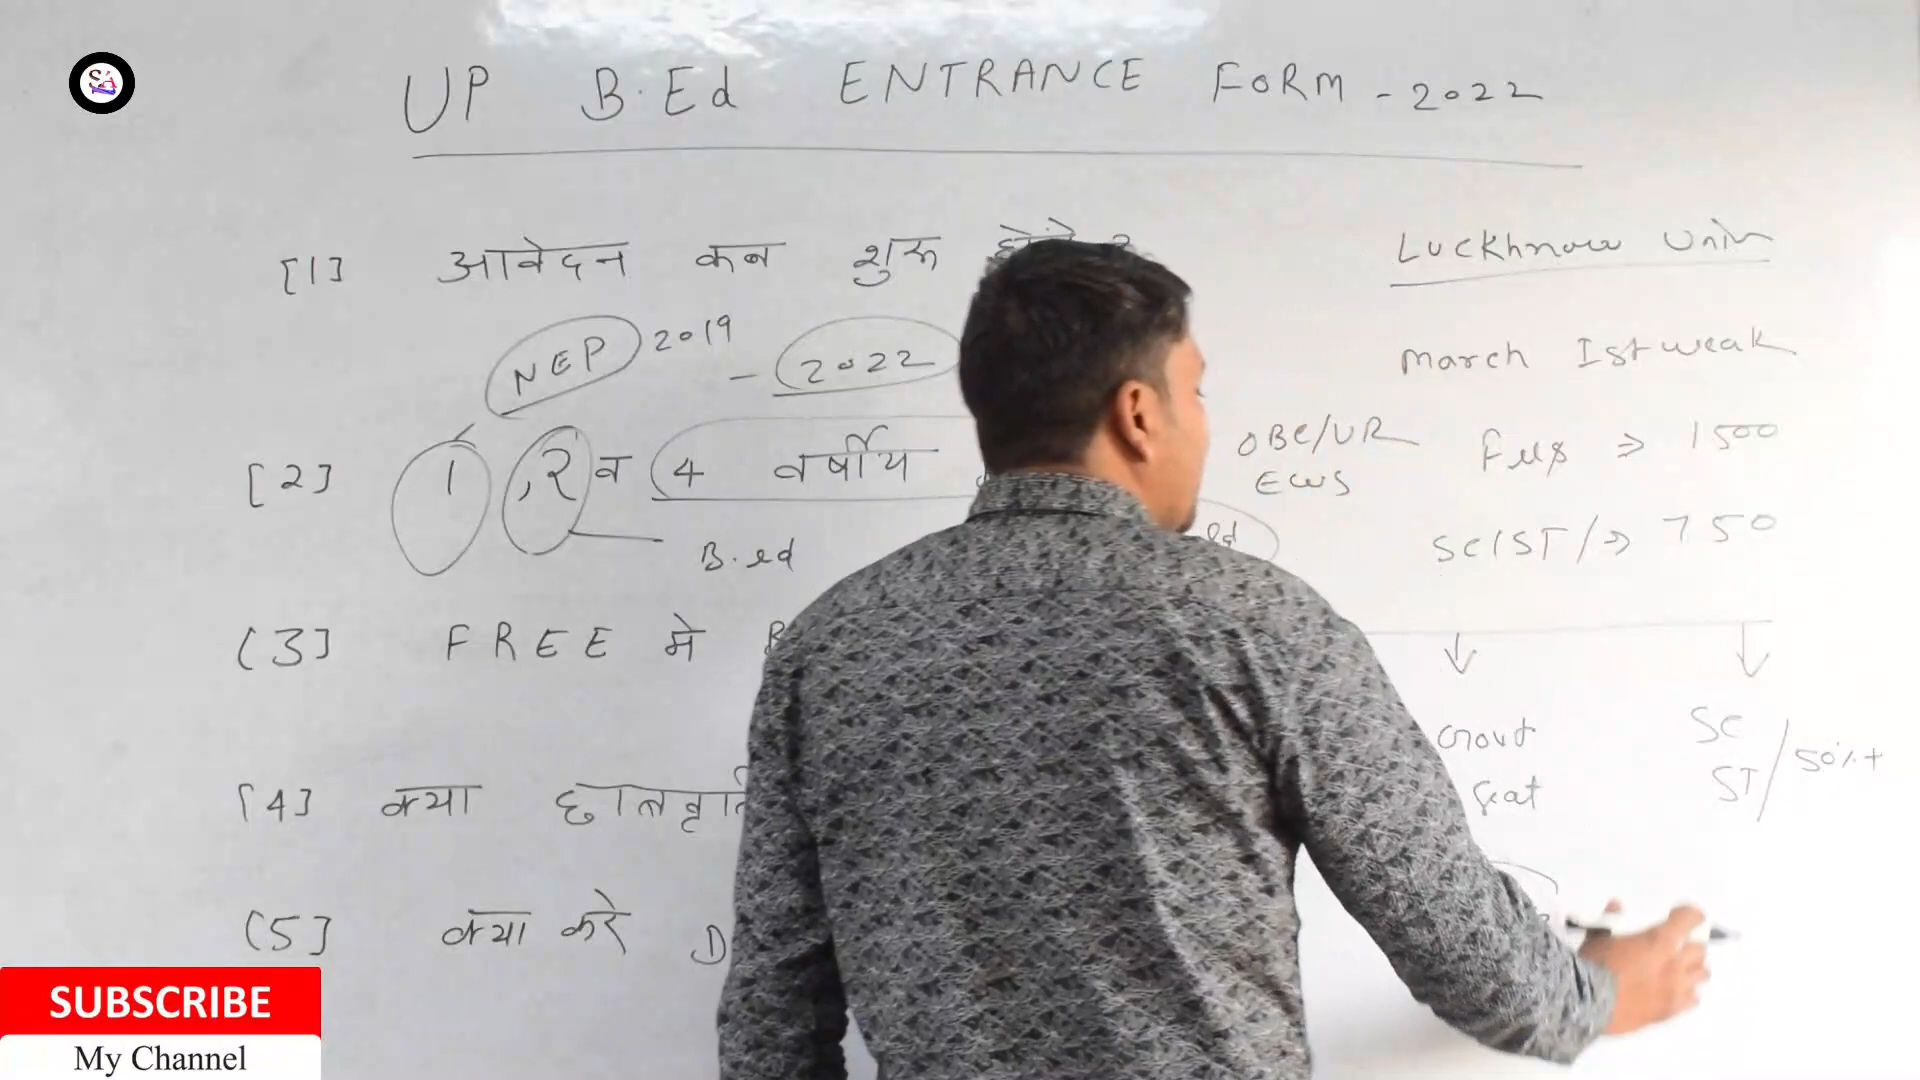 UP B.Ed ENTRANCE FORM - 2022
[1] आवेदन कब शुरू होंगे ?
Luckhnow Univ
NEP 2019 - 2022
March Ist weak
[2] 1 ,2 व 4 वर्षीय
OBC/UR
EWS
Fees ⇒ 1500
B.ed
SC/ST/⇒ 750
(3] FREE मे B
Govt
Seat
SC
ST / 50%+
[4] क्या छात्रवृति
(5] क्या करे D
SUBSCRIBE
My Channel